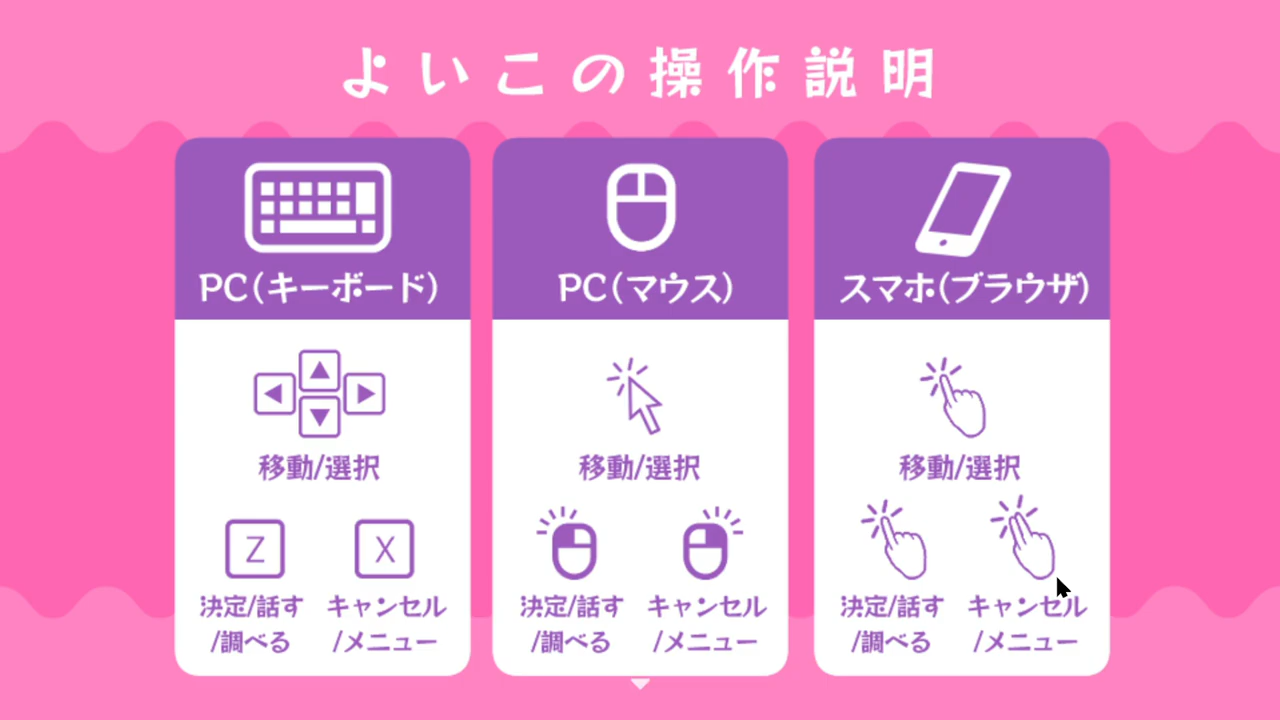 よいこの操作説明
PC(キーボード)
移動/選択
Z
X
決定/話す
/調べる
キャンセル
/メニュー
PC(マウス)
移動/選択
決定/話す
/調べる
キャンセル
/メニュー
スマホ(ブラウザ)
移動/選択
決定/話す
/調べる
キャンセル
/メニュー